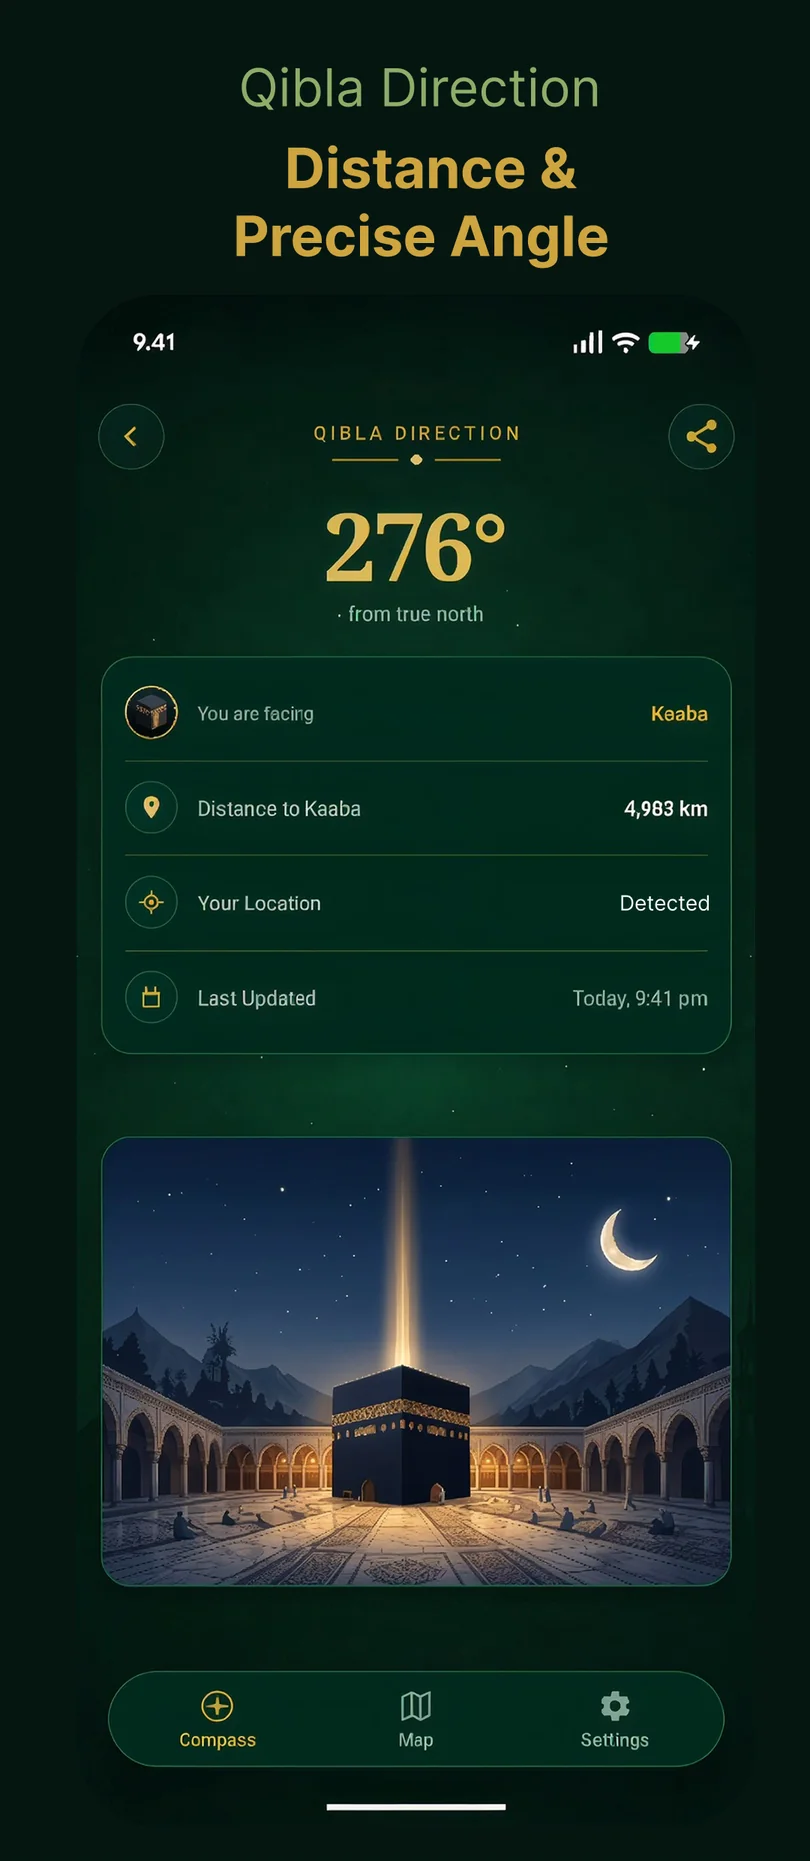 Qibla Direction
Distance &
Precise Angle
9.41
QIBLA DIRECTION
276°
· from true north
You are facing Kaaba
Distance to Kaaba 4,983 km
Your Location Detected
Last Updated Today, 9:41 pm
Compass Map Settings